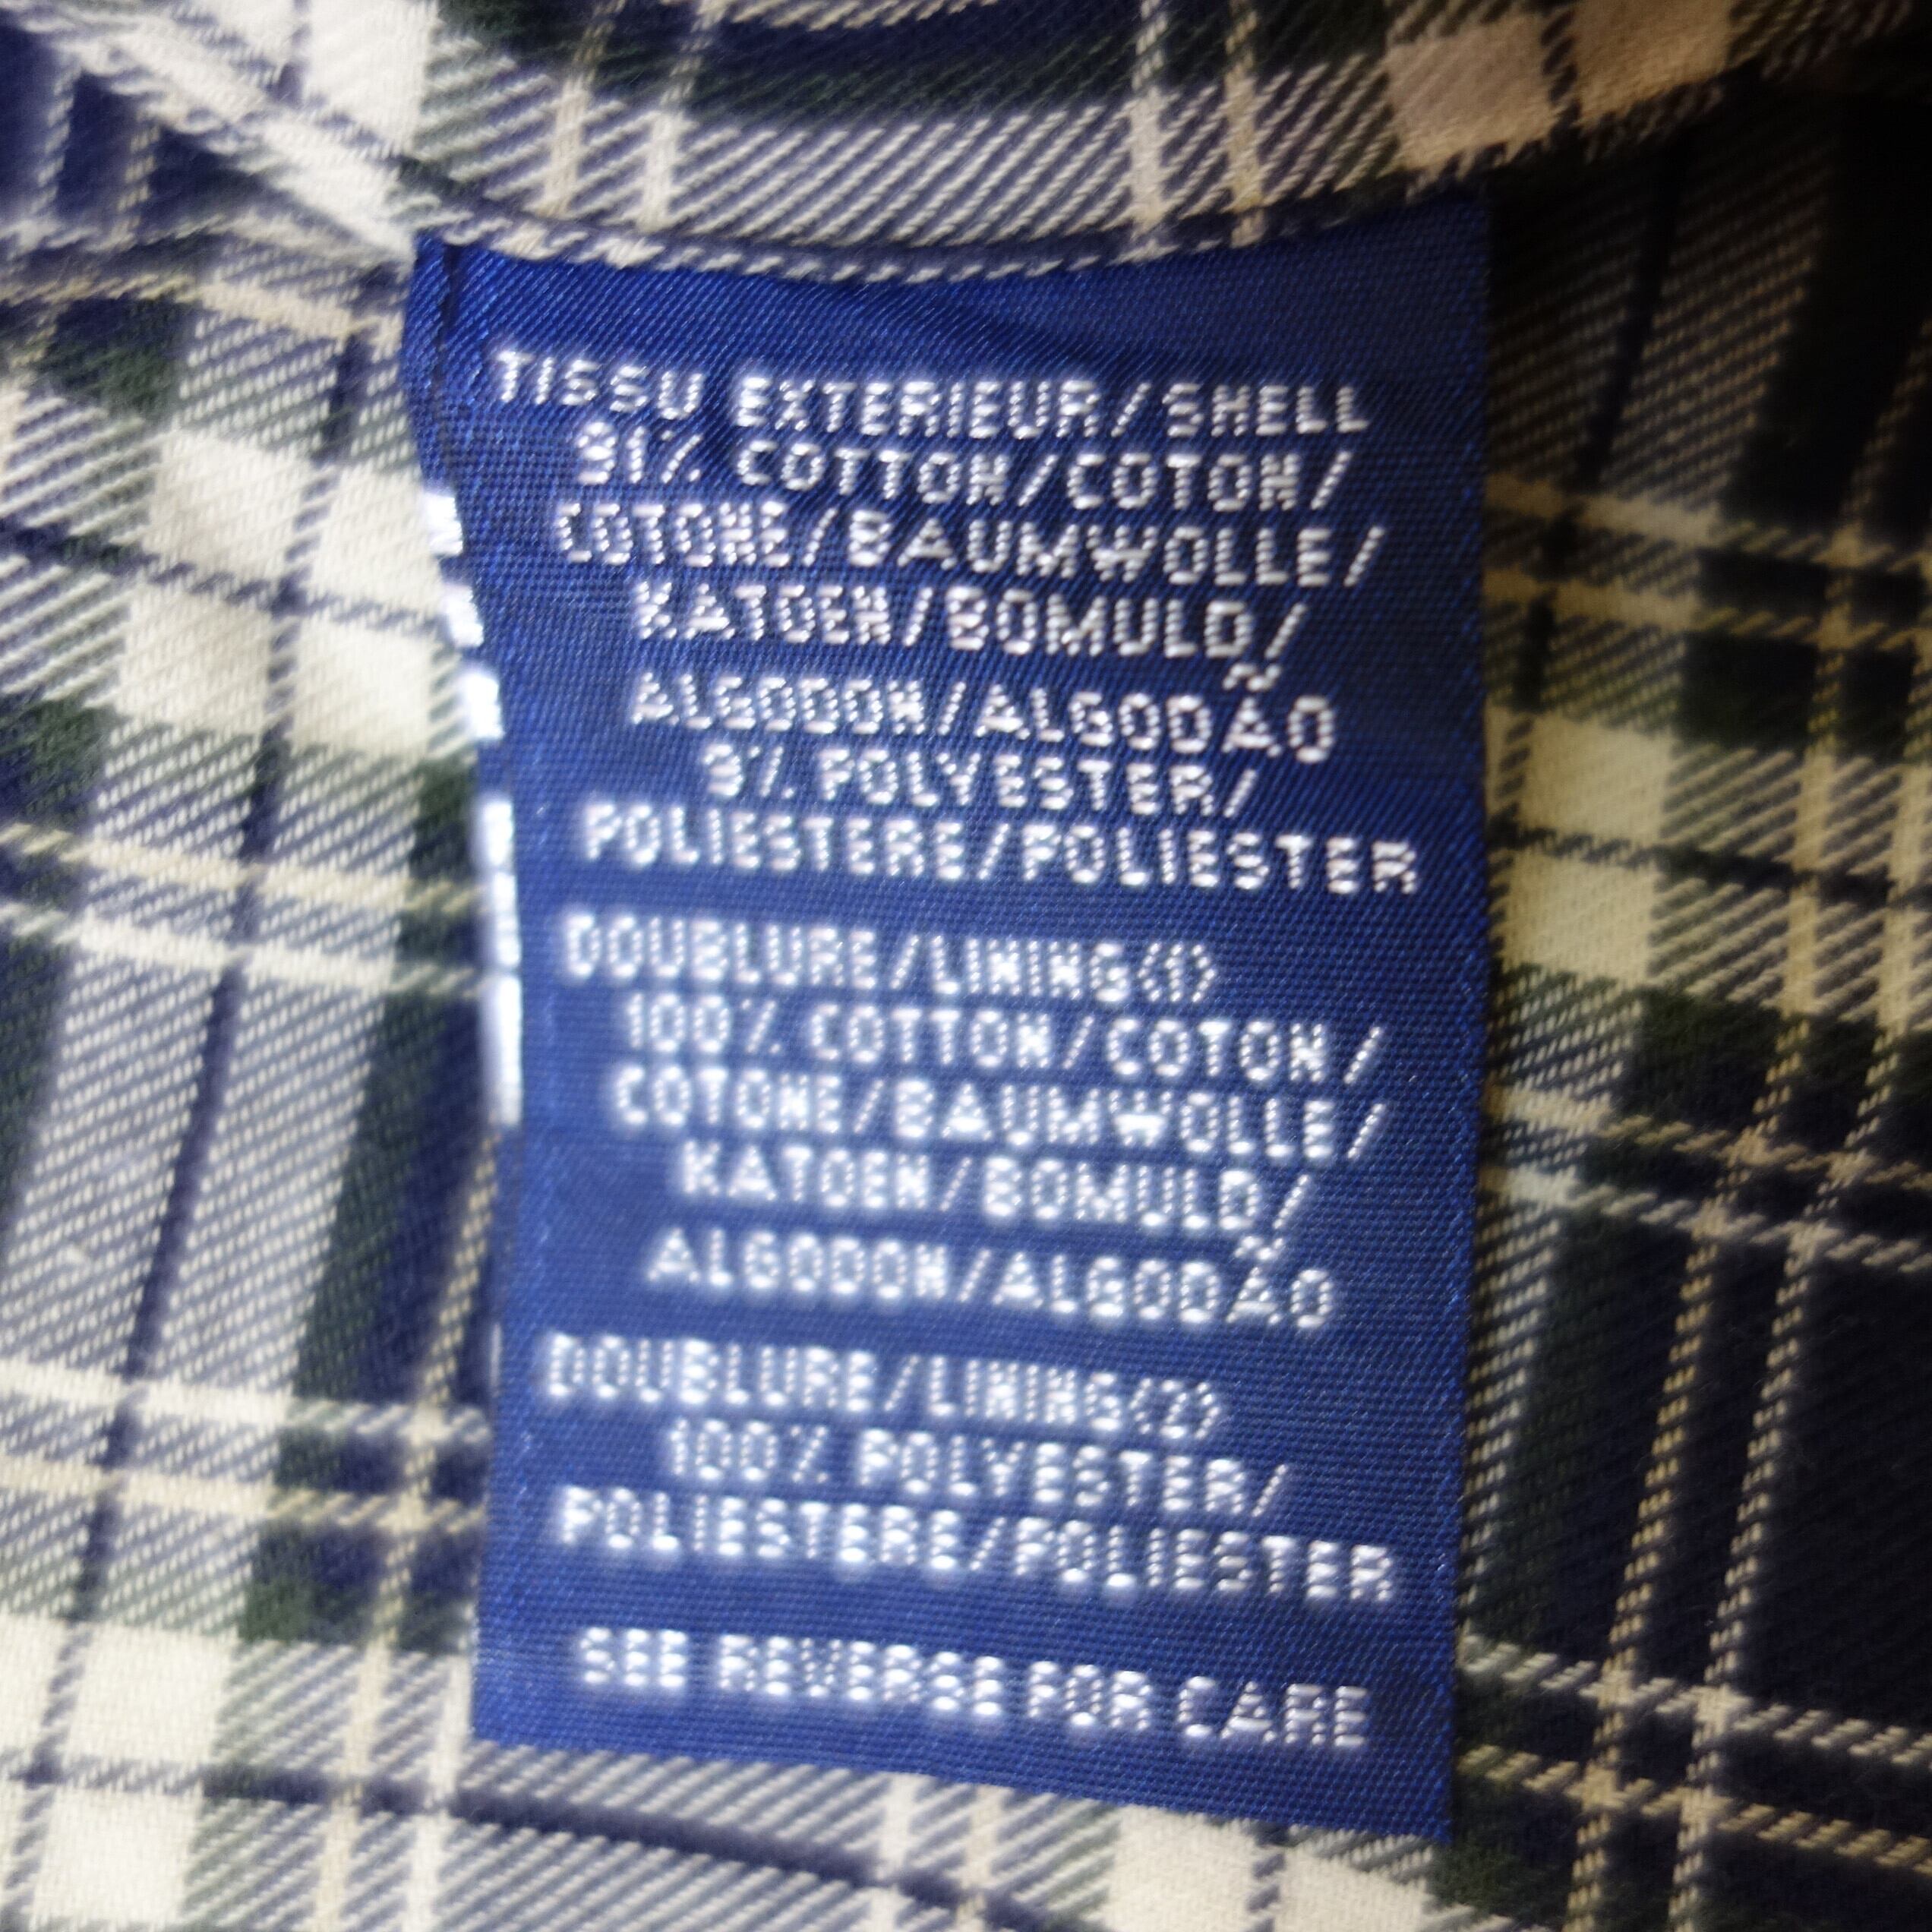 TISSU EXTERIEUR/SHELL
91% COTTON/COTON/
COTONE/BAUMWOLLE/
KATOEN/BOMULD/
ALGODON/ALGODÃO
9% POLYESTER/
POLIESTERE/POLIESTER
DOUBLURE/LINING(1)
100% COTTON/COTON/
COTONE/BAUMWOLLE/
KATOEN/BOMULD/
ALGODON/ALGODÃO
DOUBLURE/LINING(2)
100% POLYESTER/
POLIESTERE/POLIESTER
SEE REVERSE FOR CARE